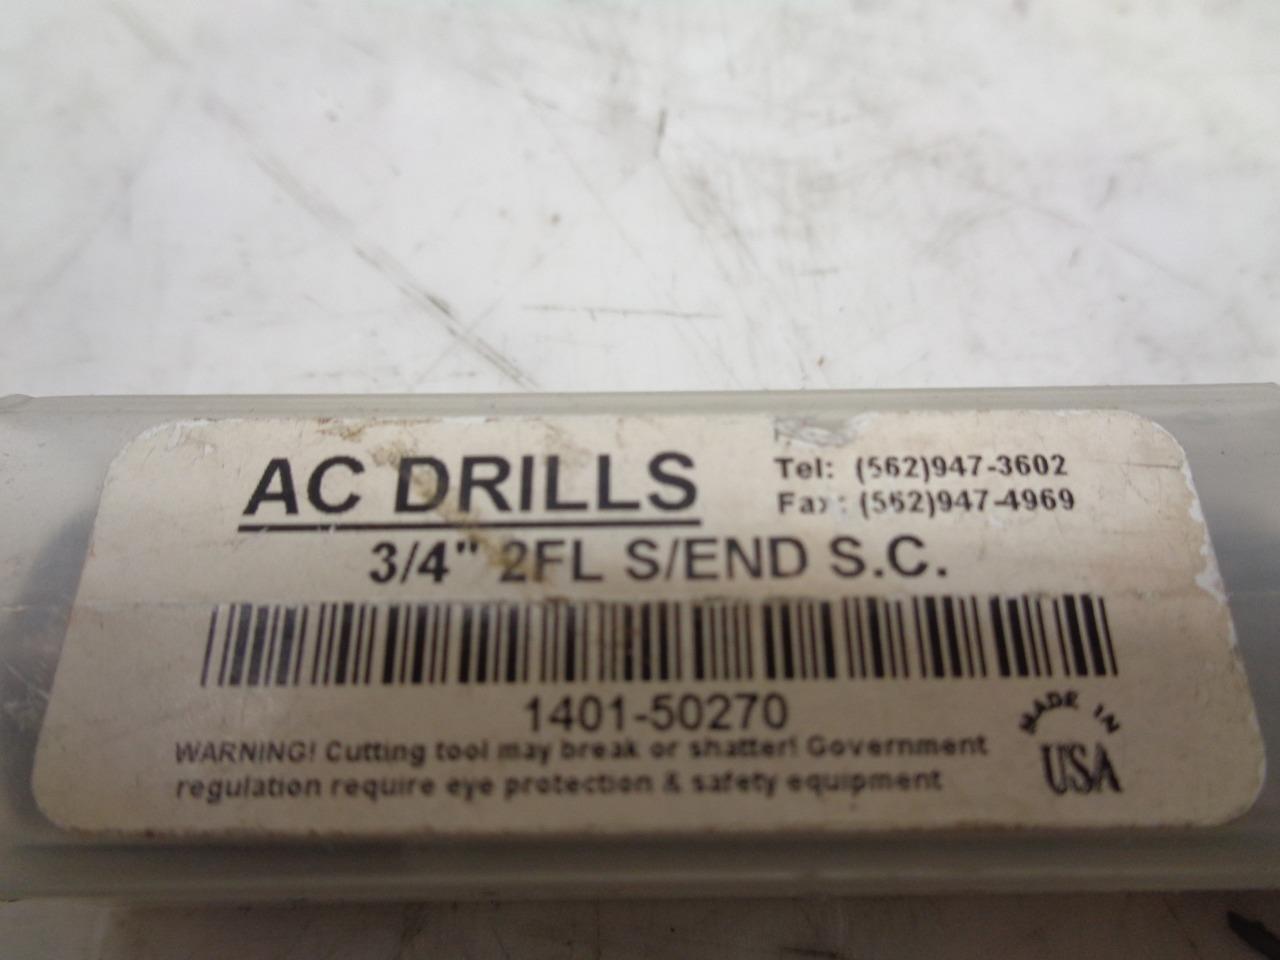 AC DRILLS
Tel: (562)947-3602
Fax: (562)947-4969
3/4" 2FL S/END S.C.
1401-50270
WARNING! Cutting tool may break or shatter! Government
regulation require eye protection & safety equipment
MADE IN
USA